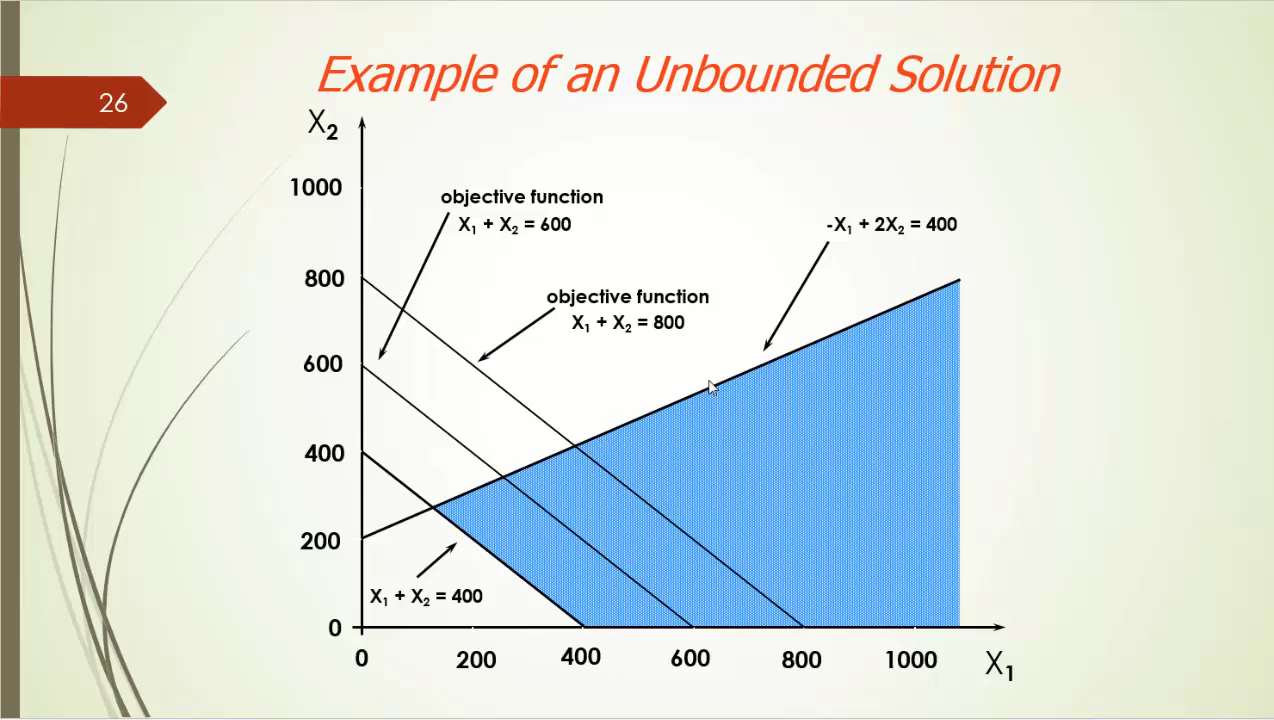 26
Example of an Unbounded Solution
X₂
1000
800
600
400
200
0
objective function
X₁ + X₂ = 600
objective function
X₁ + X₂ = 800
-X₁ + 2X₂ = 400
X₁ + X₂ = 400
0 200 400 600 800 1000 X₁